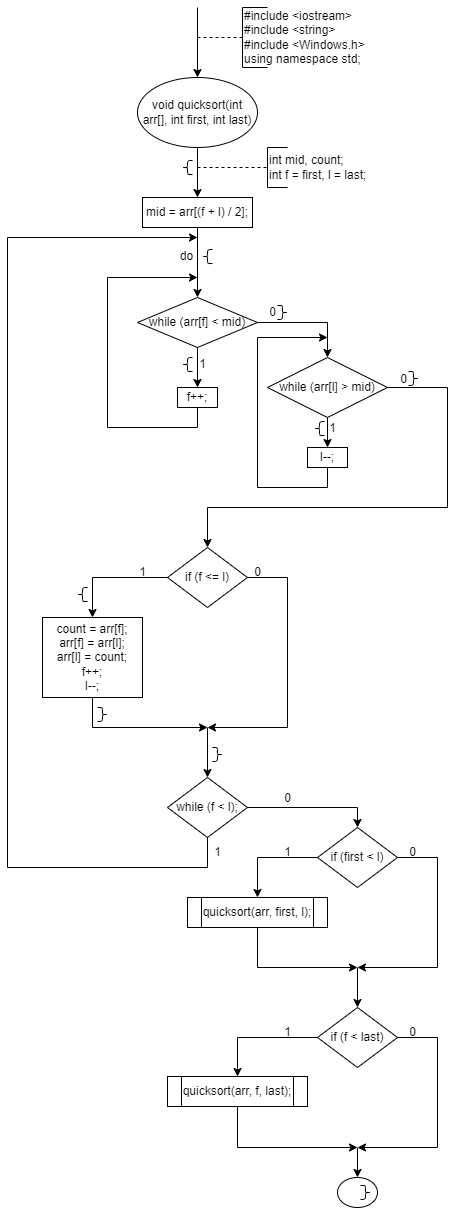 #include <iostream>
#include <string>
#include <Windows.h>
using namespace std;
void quicksort(int
arr[], int first, int last)
{
int mid, count;
int f = first, l = last;
mid = arr[(f + l) / 2];
do {
while (arr[f] < mid)
0 }
{ 1
f++;
while (arr[l] > mid)
0 }
{ 1
l--;
if (f <= l)
1
0
{
count = arr[f];
arr[f] = arr[l];
arr[l] = count;
f++;
l--;
}
}
while (f < l);
0
1
if (first < l)
1
0
quicksort(arr, first, l);
if (f < last)
1
0
quicksort(arr, f, last);
}